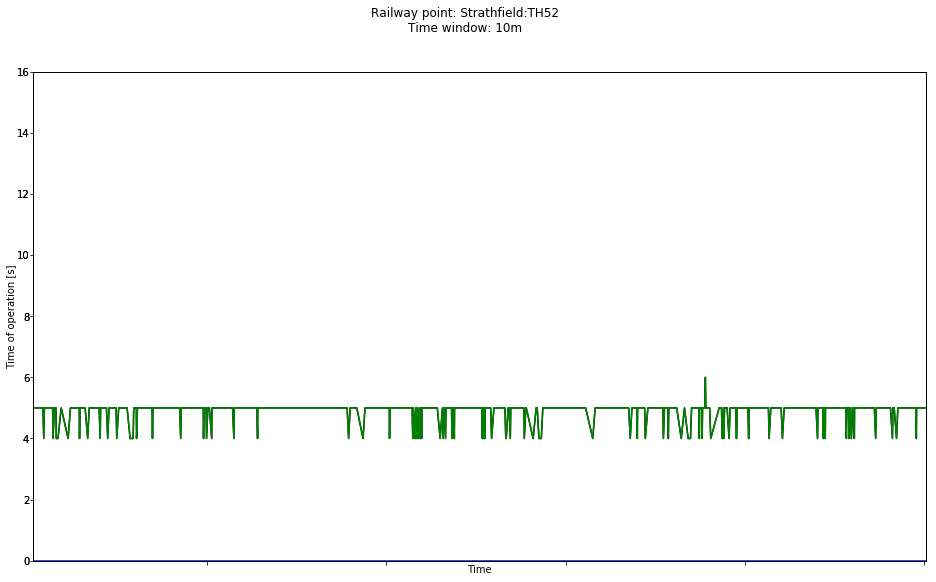 Railway point: Strathfield:TH52
Time window: 10m
16
14
12
10
8
6
4
2
0
Time of operation [s]
Time